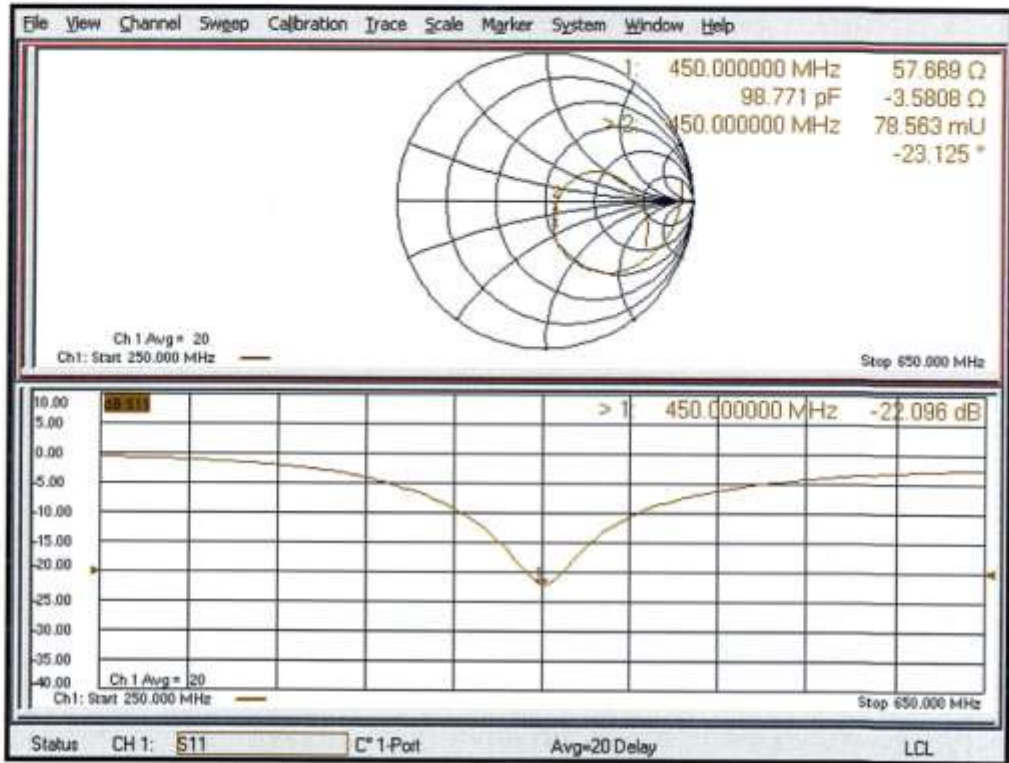 File View Channel Sweep Calibration Trace Scale Marker System Window Help
1: 450.000000 MHz 57.669 Ω
98.771 pF -3.5808 Ω
> 2: 450.000000 MHz 78.563 mU
-23.125 °
Ch 1 Avg = 20
Ch1: Start 250.000 MHz
Stop 650.000 MHz
dB S11
> 1: 450.000000 MHz -22.096 dB
10.00
5.00
0.00
-5.00
-10.00
-15.00
-20.00
-25.00
-30.00
-35.00
-40.00
Ch 1 Avg = 20
Ch1: Start 250.000 MHz
Stop 650.000 MHz
Status CH 1: S11 C* 1-Port Avg=20 Delay LCL